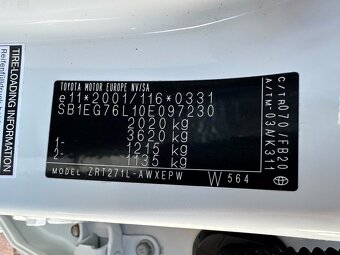 TIRE-LOADING INFORMATION
TOYOTA MOTOR EUROPE NV/SA
e11*2001/116*0331
SB1EG76L10E097230
2020 kg
3620 kg
1- 1215 kg
2- 1135 kg
MODEL ZRT271L-AWXEPW W 564
C/TR070/FB20
A/TM-03A/K311